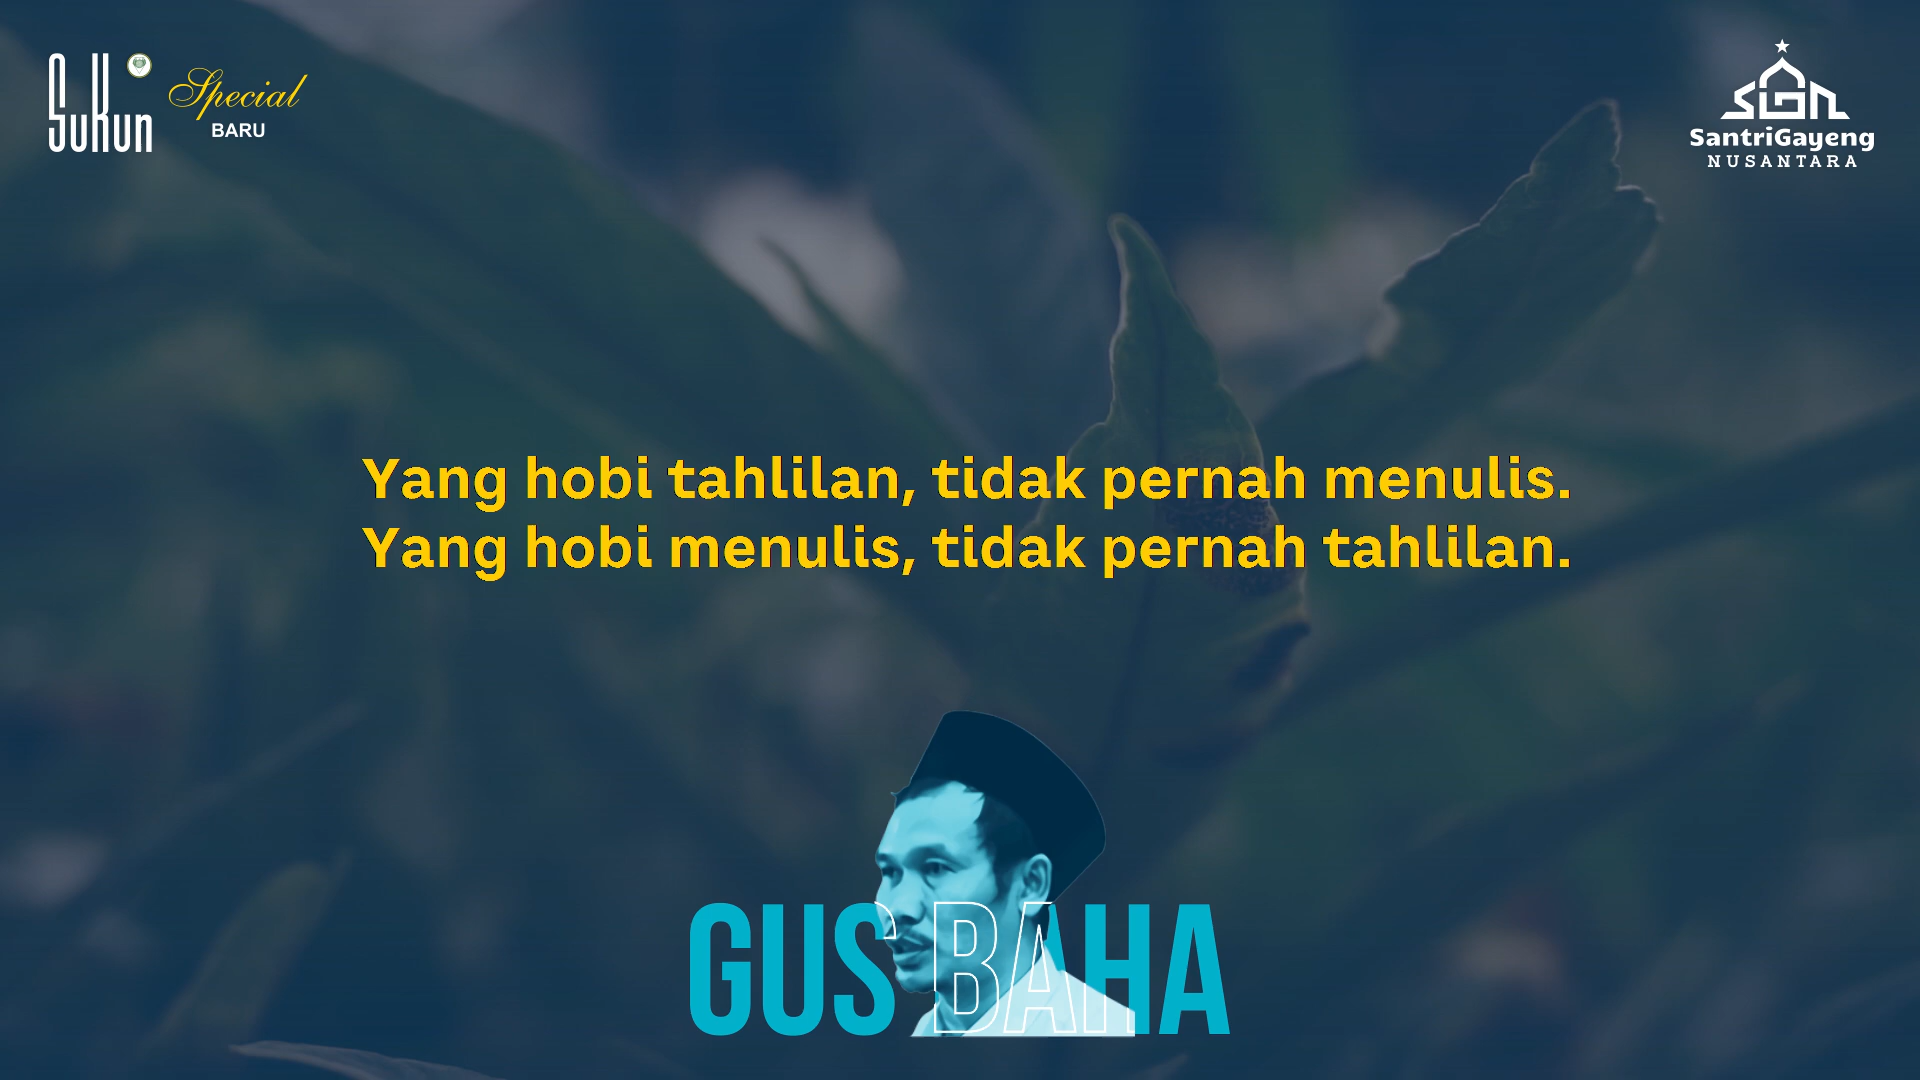 SuKun
Special
BARU
SIGN
SantriGayeng
NUSANTARA
Yang hobi tahlilan, tidak pernah menulis.
Yang hobi menulis, tidak pernah tahlilan.
GUS BAHA